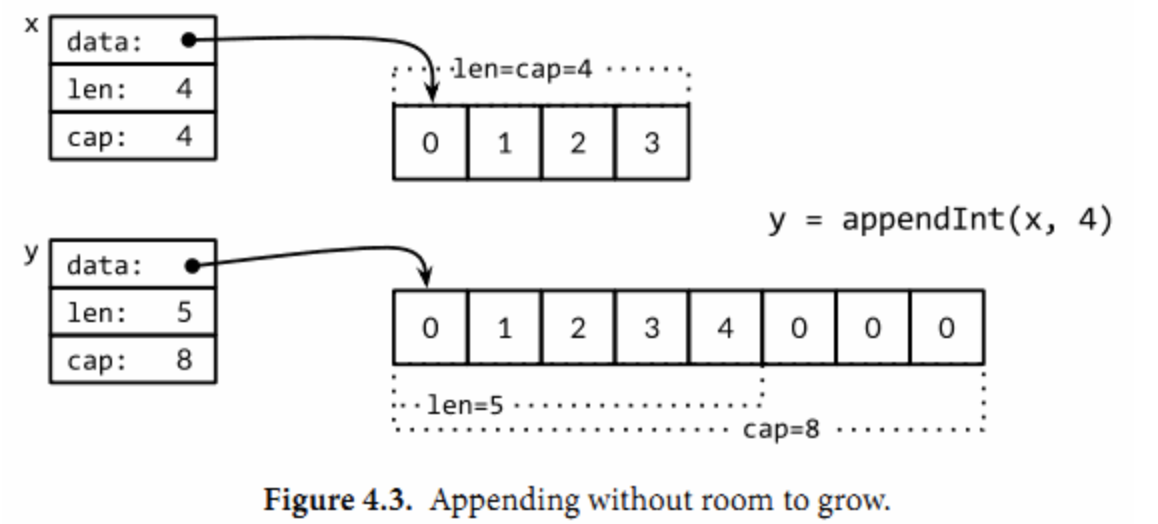 x
data:
len: 4
cap: 4
len=cap=4
0 1 2 3
y = appendInt(x, 4)
y
data:
len: 5
cap: 8
0 1 2 3 4 0 0 0
len=5
cap=8
Figure 4.3. Appending without room to grow.